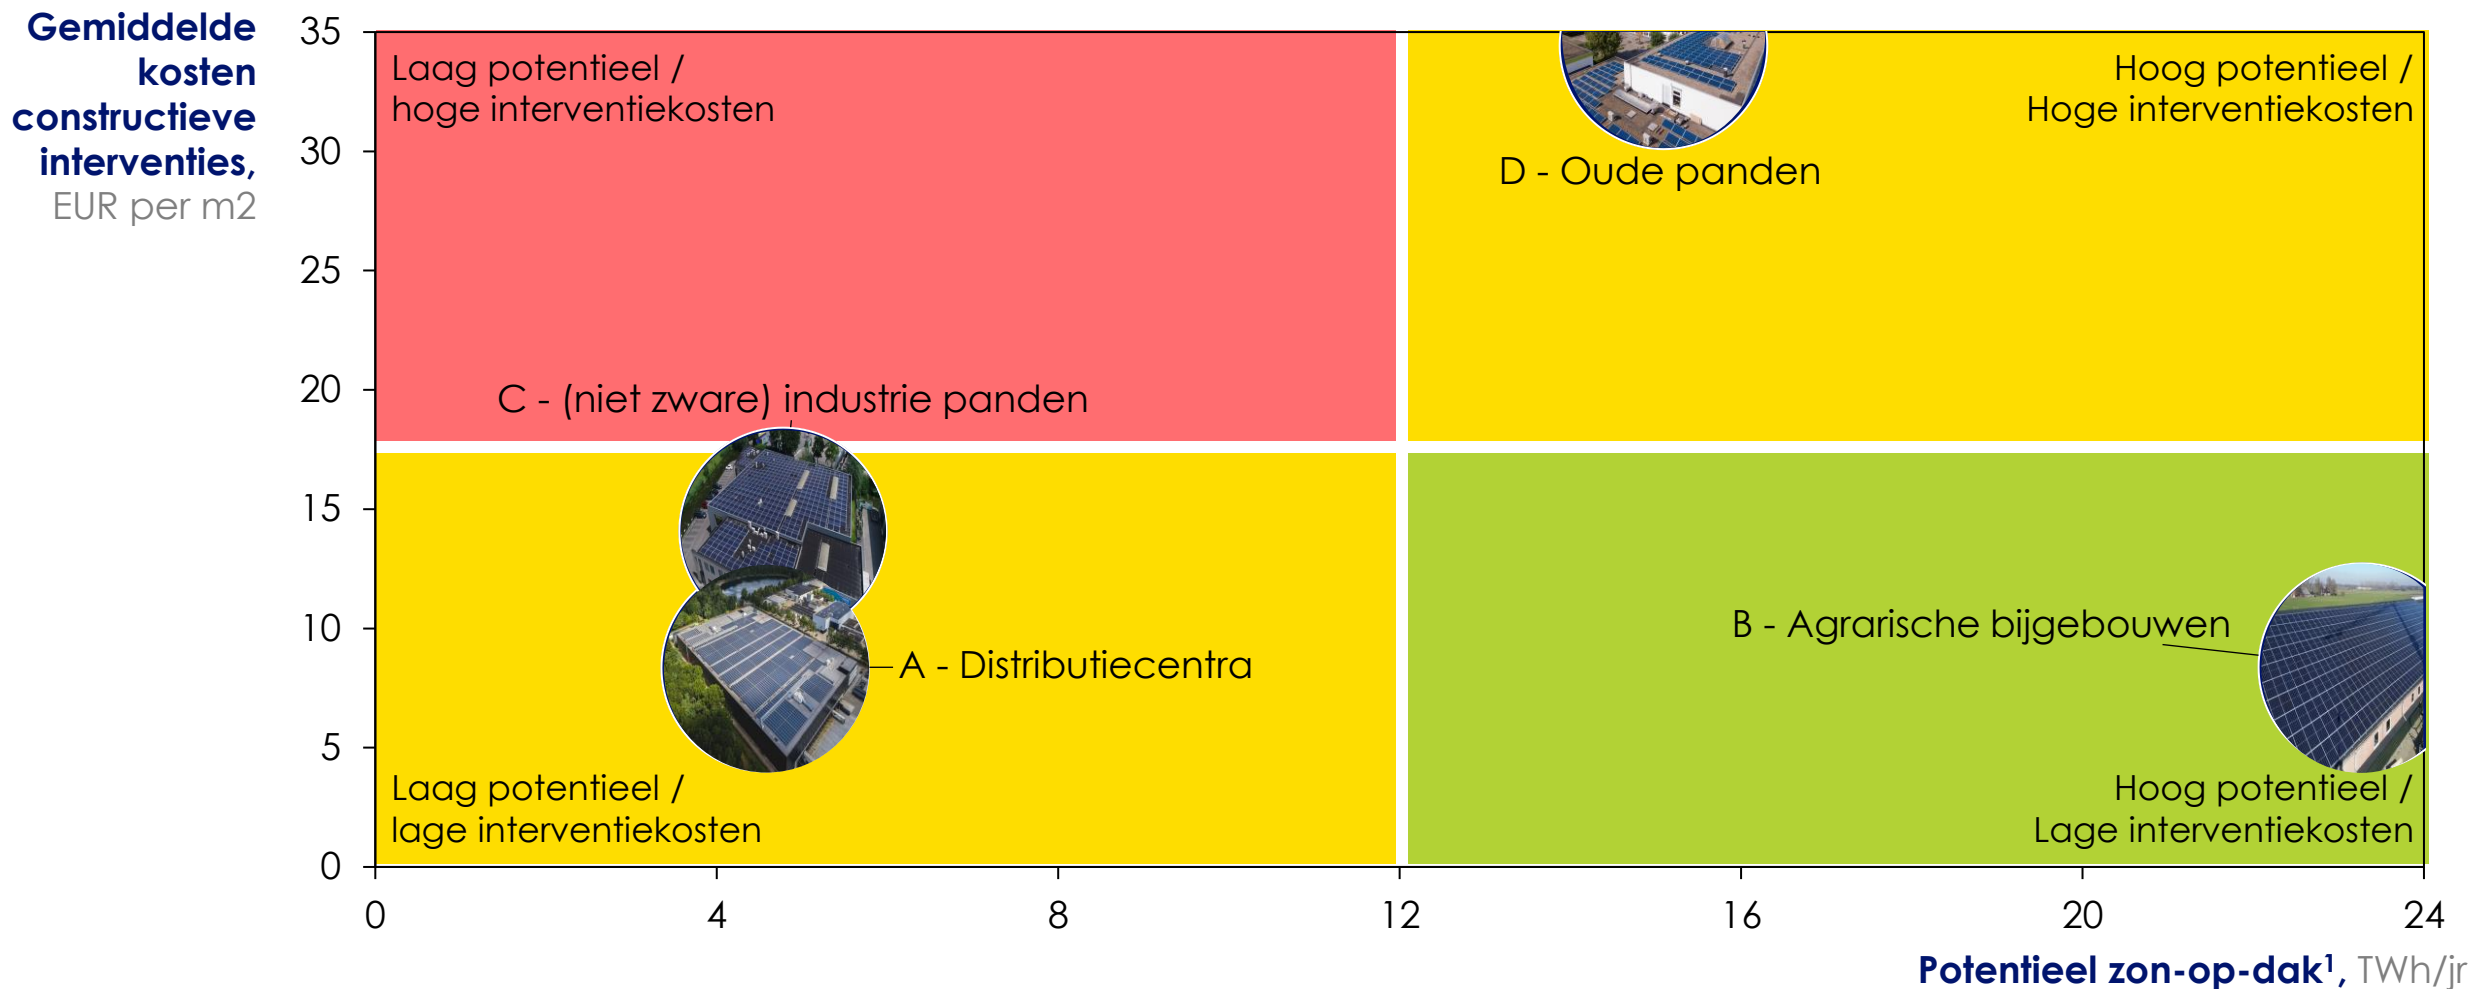 Gemiddelde
kosten
constructieve
interventies,
EUR per m2
35
30
25
20
15
10
5
0
Laag potentieel /
hoge interventiekosten
Hoog potentieel /
Hoge interventiekosten
D - Oude panden
C - (niet zware) industrie panden
A - Distributiecentra
B - Agrarische bijgebouwen
Laag potentieel /
lage interventiekosten
Hoog potentieel /
Lage interventiekosten
0 4 8 12 16 20 24
Potentieel zon-op-dak¹, TWh/jr